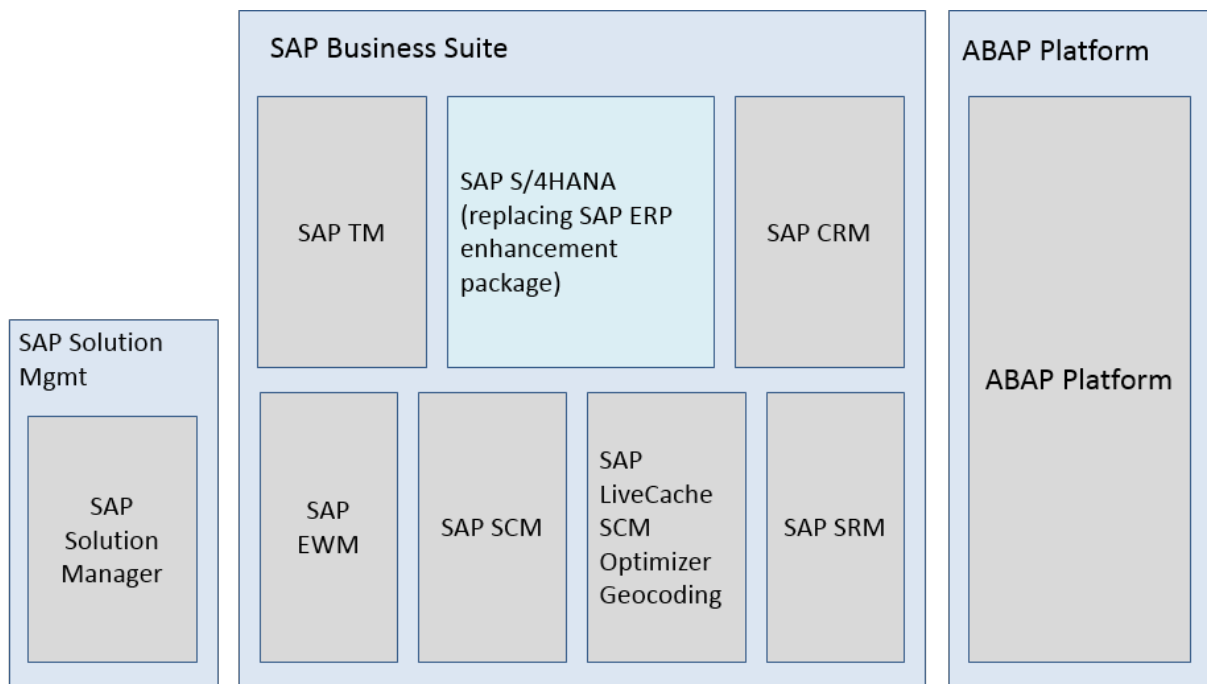 SAP Business Suite
ABAP Platform
SAP TM
SAP S/4HANA
(replacing SAP ERP
enhancement
package)
SAP CRM
ABAP Platform
SAP Solution
Mgmt
SAP
Solution
Manager
SAP
EWM
SAP SCM
SAP
LiveCache
SCM
Optimizer
Geocoding
SAP SRM